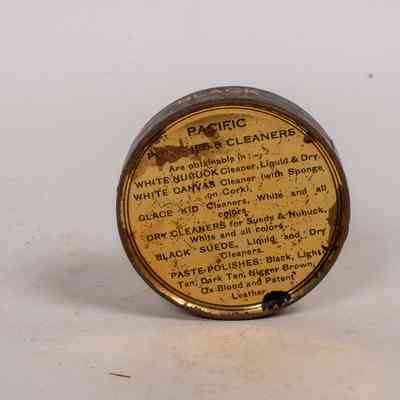 BLACK
PACIFIC
& CLEANERS
Are obtainable in:—
WHITE NUBUCK Cleaner, Liquid & Dry.
WHITE CANVAS Cleaner (with Sponge,
on Cork).
GLACE KID Cleaners, White and all
colors.
DRY CLEANERS for Suede & Nubuck,
White and all colors.
BLACK SUEDE, Liquid and Dry
Cleaners.
PASTE-POLISHES: Black, Light
Tan, Dark Tan, Nigger Brown,
Ox Blood and Patent
Leather